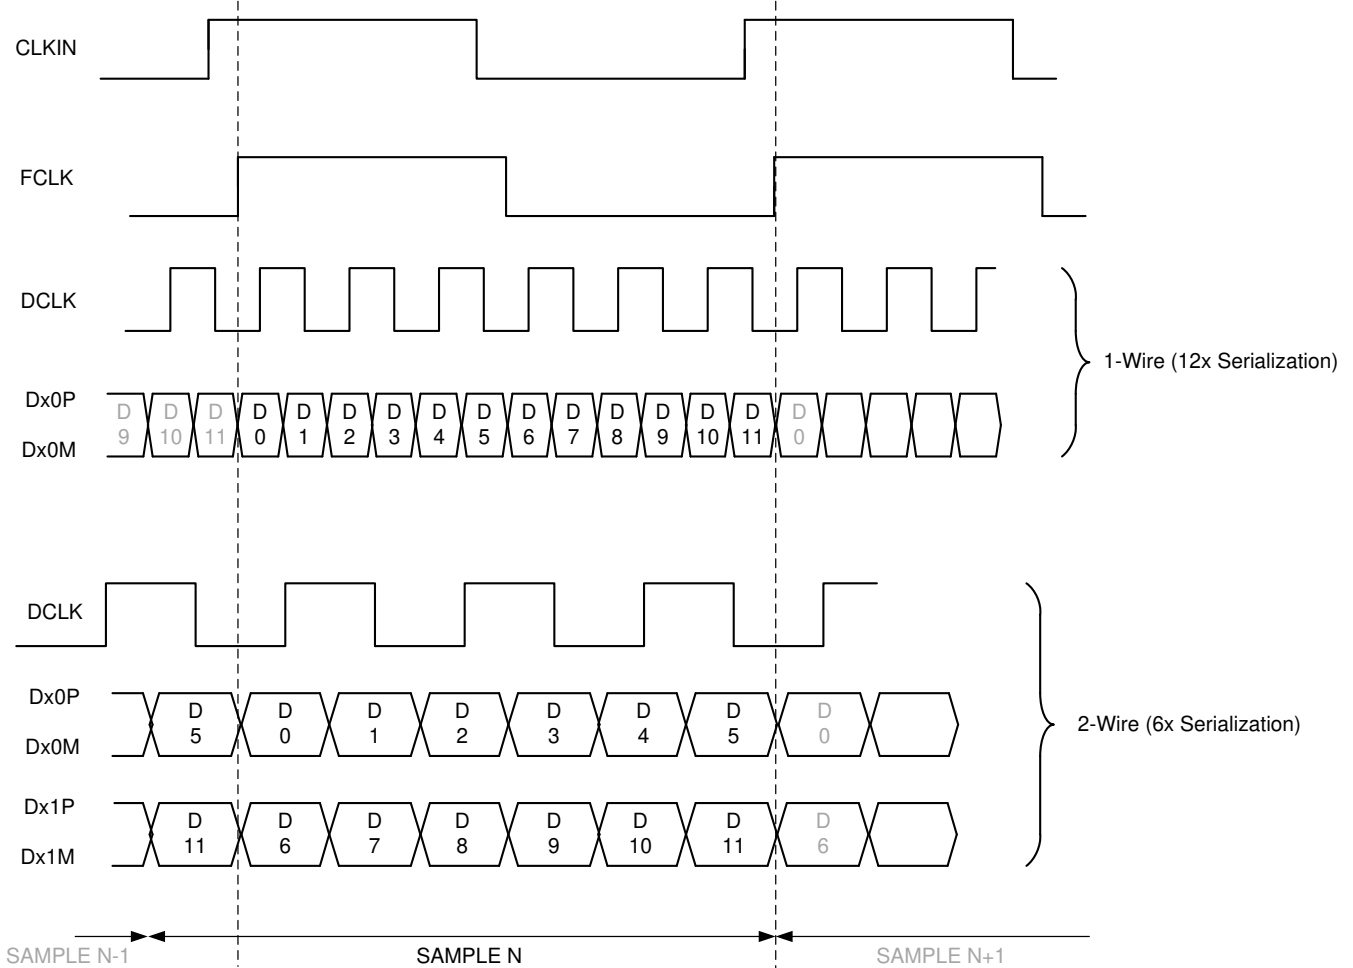 CLKIN
FCLK
DCLK
1-Wire (12x Serialization)
Dx0P
D D D D D D D D D D D D D D D D
9 10 11 0 1 2 3 4 5 6 7 8 9 10 11 0
Dx0M
DCLK
Dx0P
D D D D D D D D
5 0 1 2 3 4 5 0
Dx0M
2-Wire (6x Serialization)
Dx1P
D D D D D D D D
11 6 7 8 9 10 11 6
Dx1M
SAMPLE N-1 SAMPLE N SAMPLE N+1